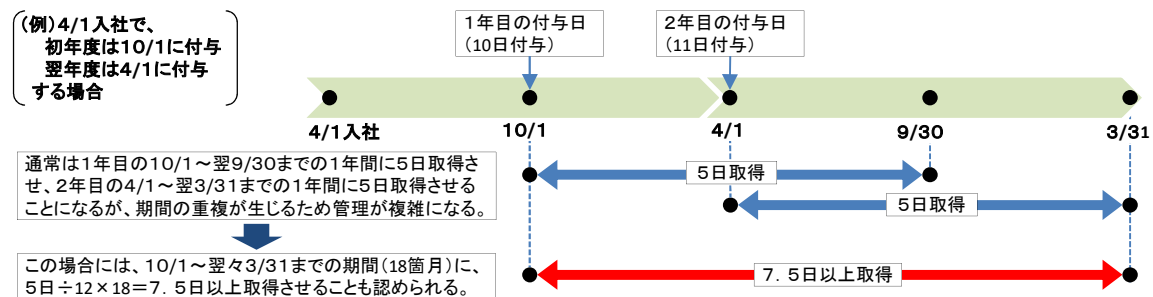 (例)4/1入社で、
初年度は10/1に付与
翌年度は4/1に付与
する場合
1年目の付与日
(10日付与)
2年目の付与日
(11日付与)
4/1入社
10/1
4/1
9/30
3/31
通常は1年目の10/1~翌9/30までの1年間に5日取得さ
せ、2年目の4/1~翌3/31までの1年間に5日取得させる
ことになるが、期間の重複が生じるため管理が複雑になる。
5日取得
5日取得
この場合には、10/1~翌々3/31までの期間(18箇月)に、
5日÷12×18=7.5日以上取得させることも認められる。
7.5日以上取得